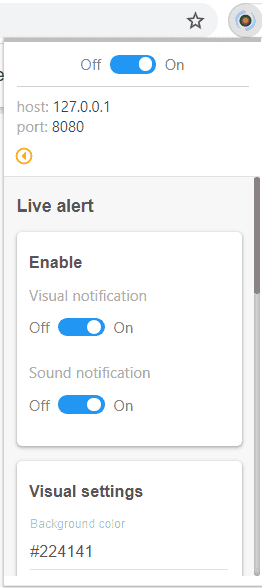 Off On
host: 127.0.0.1
port: 8080
Live alert
Enable
Visual notification
Off On
Sound notification
Off On
Visual settings
Background color
#224141